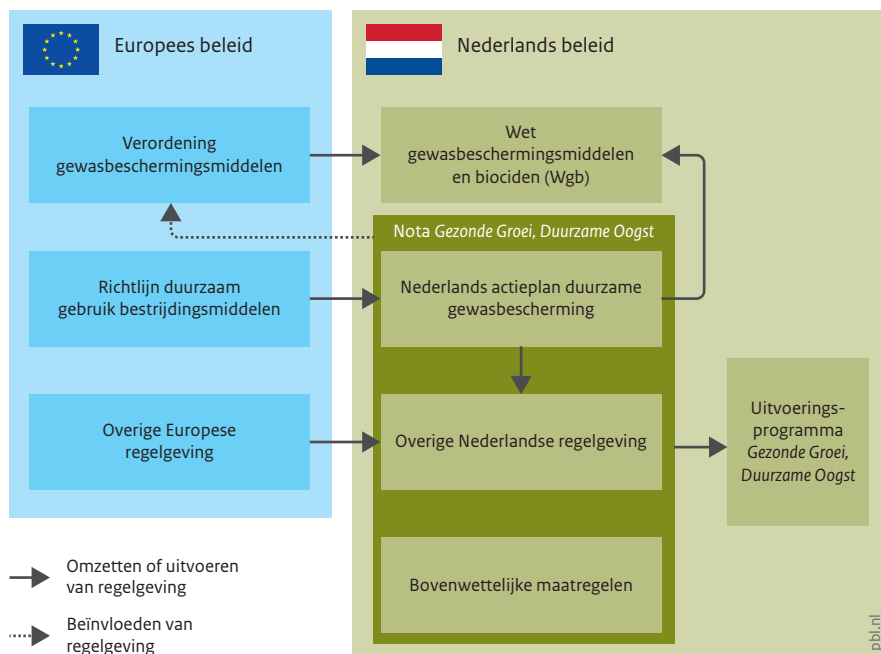 Europees beleid
Nederlands beleid
Verordening
gewasbeschermingsmiddelen
Wet
gewasbeschermingsmiddelen
en biociden (Wgb)
Nota Gezonde Groei, Duurzame Oogst
Richtlijn duurzaam
gebruik bestrijdingsmiddelen
Nederlands actieplan duurzame
gewasbescherming
Overige Europese
regelgeving
Overige Nederlandse regelgeving
Uitvoerings-
programma
Gezonde Groei,
Duurzame Oogst
Bovenwettelijke maatregelen
Omzetten of uitvoeren
van regelgeving
Beïnvloeden van
regelgeving
pbl.nl